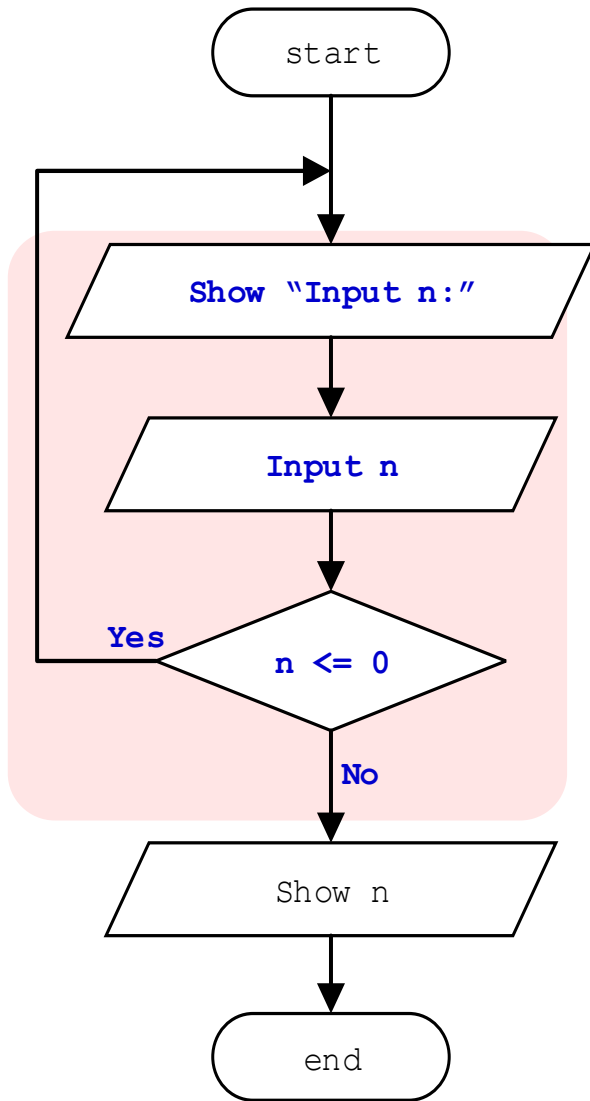 start
Show “Input n:”
Input n
Yes
n <= 0
No
Show n
end